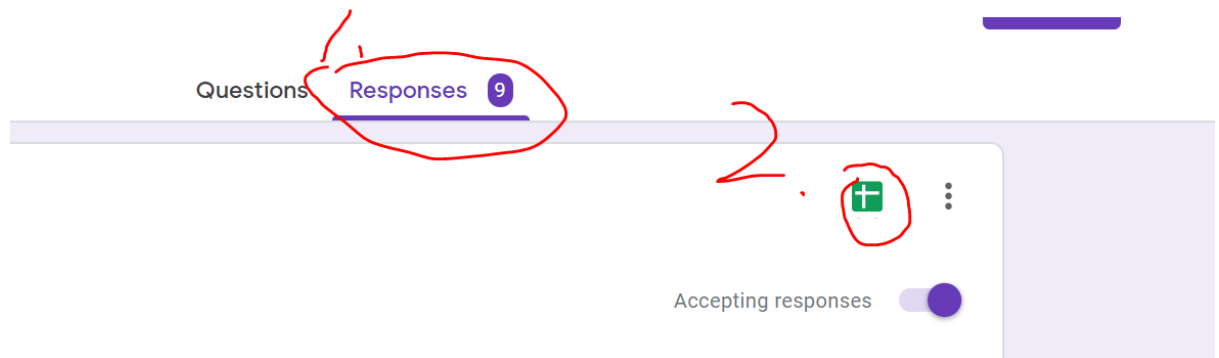 1.
Questions Responses 9
2.
Accepting responses